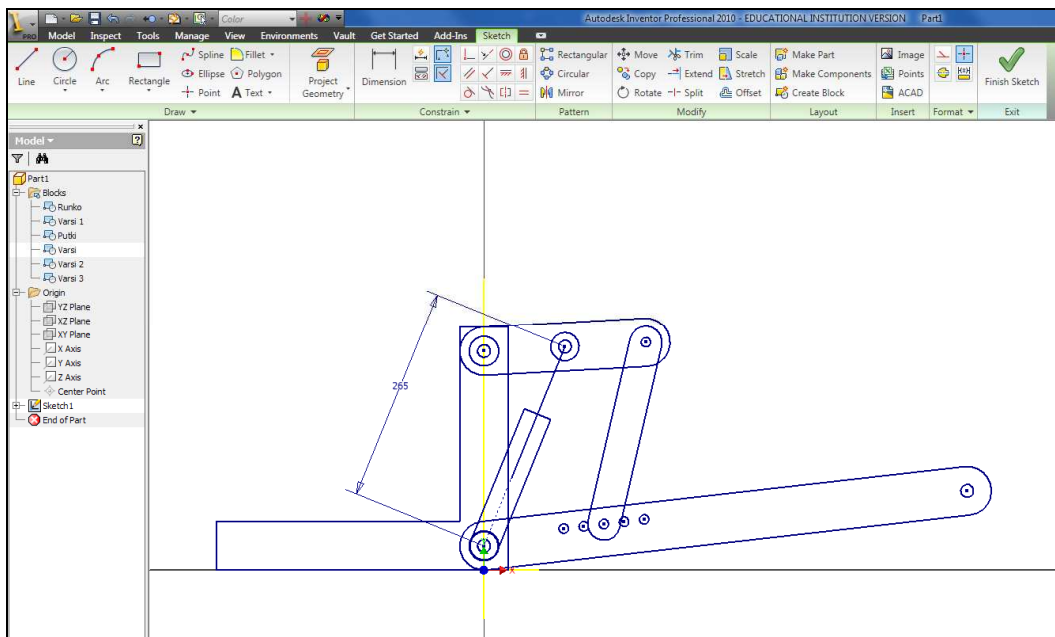 Color
Autodesk Inventor Professional 2010 - EDUCATIONAL INSTITUTION VERSION Part1
PRO Model Inspect Tools Manage View Environments Vault Get Started Add-Ins Sketch
Line Circle Arc Rectangle
Spline Fillet
Ellipse Polygon
Point A Text
Project Geometry
Dimension
Rectangular
Circular
Mirror
Move Trim Scale
Copy Extend Stretch
Rotate Split Offset
Make Part
Make Components
Create Block
Image
Points
ACAD
Finish Sketch
Draw Constrain Pattern Modify Layout Insert Format Exit
Model
Part1
Blocks
Runko
Varsi 1
Putki
Varsi
Varsi 2
Varsi 3
Origin
YZ Plane
XZ Plane
XY Plane
X Axis
Y Axis
Z Axis
Center Point
Sketch1
End of Part
265
x